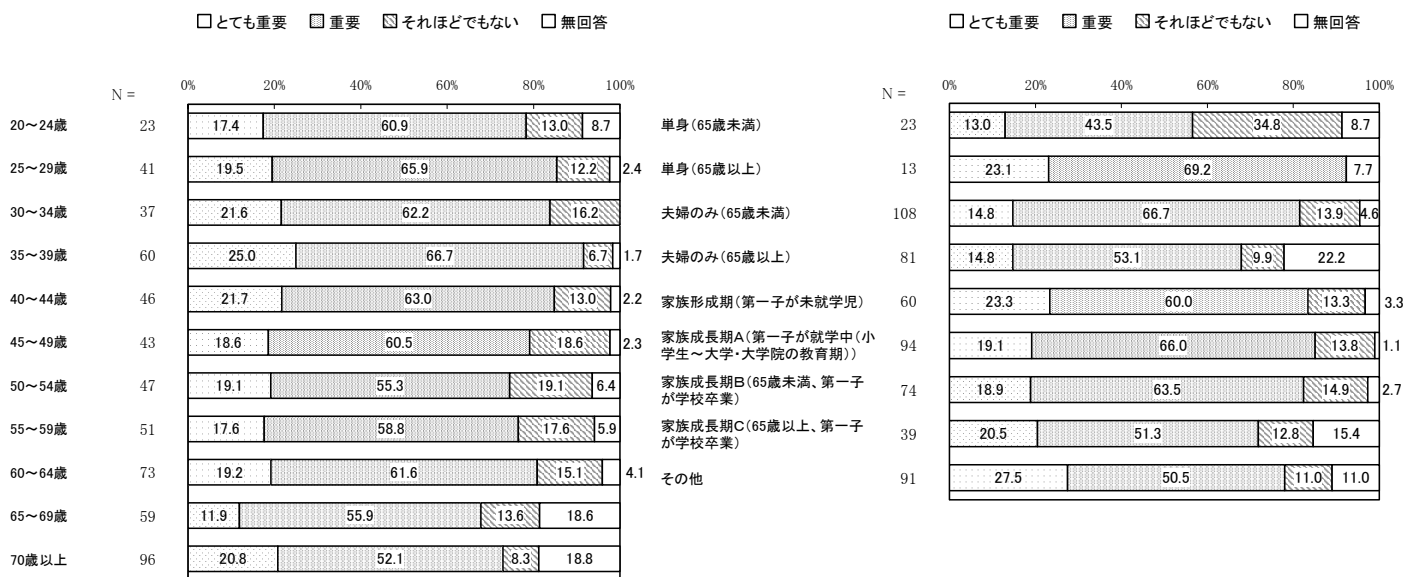 □とても重要 ▒重要 ▧それほどでもない □無回答
N =
0% 20% 40% 60% 80% 100%
20～24歳 23 17.4 60.9 13.0 8.7
25～29歳 41 19.5 65.9 12.2 2.4
30～34歳 37 21.6 62.2 16.2
35～39歳 60 25.0 66.7 6.7 1.7
40～44歳 46 21.7 63.0 13.0 2.2
45～49歳 43 18.6 60.5 18.6 2.3
50～54歳 47 19.1 55.3 19.1 6.4
55～59歳 51 17.6 58.8 17.6 5.9
60～64歳 73 19.2 61.6 15.1 4.1
65～69歳 59 11.9 55.9 13.6 18.6
70歳以上 96 20.8 52.1 8.3 18.8
□とても重要 ▒重要 ▧それほどでもない □無回答
N =
0% 20% 40% 60% 80% 100%
単身（65歳未満） 23 13.0 43.5 34.8 8.7
単身（65歳以上） 13 23.1 69.2 7.7
夫婦のみ（65歳未満） 108 14.8 66.7 13.9 4.6
夫婦のみ（65歳以上） 81 14.8 53.1 9.9 22.2
家族形成期（第一子が未就学児） 60 23.3 60.0 13.3 3.3
家族成長期A（第一子が就学中（小
学生～大学・大学院の教育期）） 94 19.1 66.0 13.8 1.1
家族成長期B（65歳未満、第一子
が学校卒業） 74 18.9 63.5 14.9 2.7
家族成長期C（65歳以上、第一子
が学校卒業） 39 20.5 51.3 12.8 15.4
その他 91 27.5 50.5 11.0 11.0